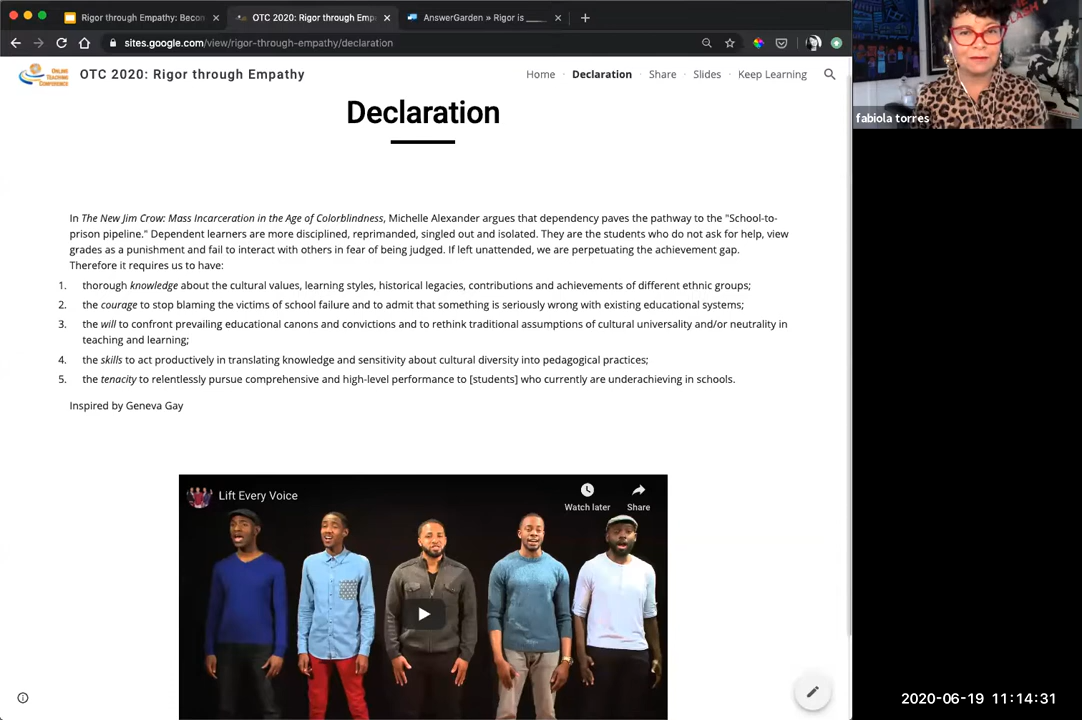 Rigor through Empathy: Becon
OTC 2020: Rigor through Emp
AnswerGarden » Rigor is ____
sites.google.com/view/rigor-through-empathy/declaration
ONLINE TEACHING CONFERENCE
OTC 2020: Rigor through Empathy
Home
Declaration
Share
Slides
Keep Learning
fabiola torres
Declaration
In The New Jim Crow: Mass Incarceration in the Age of Colorblindness, Michelle Alexander argues that dependency paves the pathway to the "School-to-
prison pipeline." Dependent learners are more disciplined, reprimanded, singled out and isolated. They are the students who do not ask for help, view
grades as a punishment and fail to interact with others in fear of being judged. If left unattended, we are perpetuating the achievement gap.
Therefore it requires us to have:
1. thorough knowledge about the cultural values, learning styles, historical legacies, contributions and achievements of different ethnic groups;
2. the courage to stop blaming the victims of school failure and to admit that something is seriously wrong with existing educational systems;
3. the will to confront prevailing educational canons and convictions and to rethink traditional assumptions of cultural universality and/or neutrality in
teaching and learning;
4. the skills to act productively in translating knowledge and sensitivity about cultural diversity into pedagogical practices;
5. the tenacity to relentlessly pursue comprehensive and high-level performance to [students] who currently are underachieving in schools.
Inspired by Geneva Gay
Lift Every Voice
Watch later
Share
2020-06-19 11:14:31